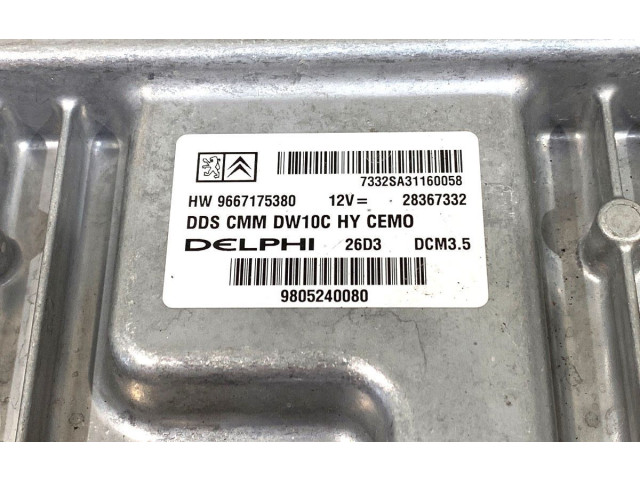 7332SA31160058
HW 9667175380 12V= 28367332
DDS CMM DW10C HY CEMO
DELPHI 26D3 DCM3.5
9805240080